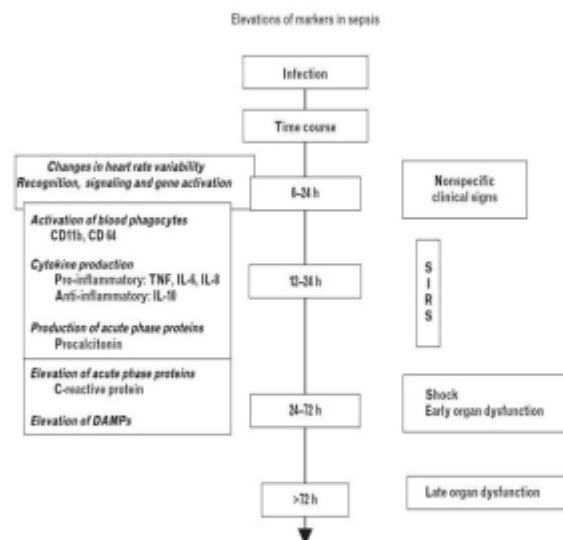 Elevations of markers in sepsis
Infection
Time course
Changes in heart rate variability
Recognition, signaling and gene activation
0–24 h
Nonspecific
clinical signs
Activation of blood phagocytes
CD11b, CD 64
Cytokine production
Pro-inflammatory: TNF, IL-6, IL-8
Anti-inflammatory: IL-10
Production of acute phase proteins
Procalcitonin
h
S
I
R
S
Elevation of acute phase proteins
C-reactive protein
Elevation of DAMPs
24–72 h
Shock
Early organ dysfunction
>72 h
Late organ dysfunction